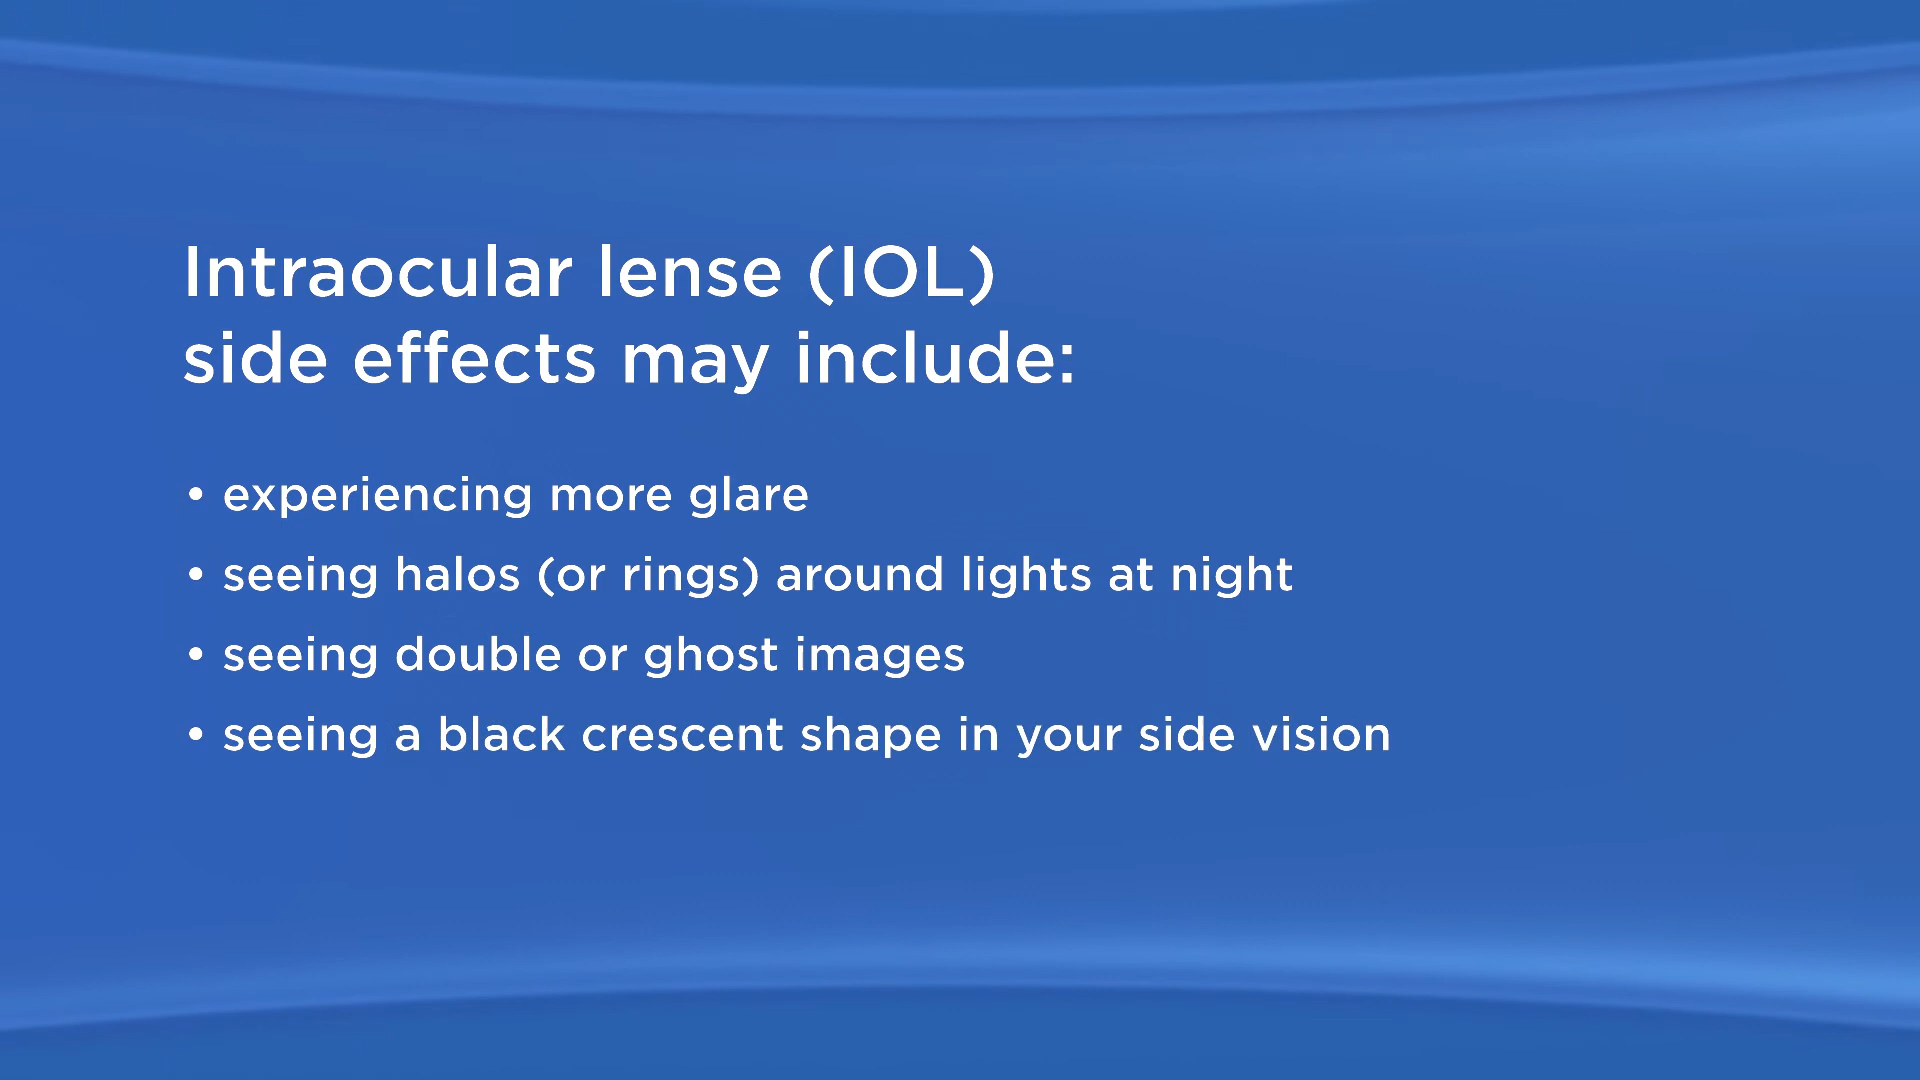 Intraocular lense (IOL)
side effects may include:
• experiencing more glare
• seeing halos (or rings) around lights at night
• seeing double or ghost images
• seeing a black crescent shape in your side vision